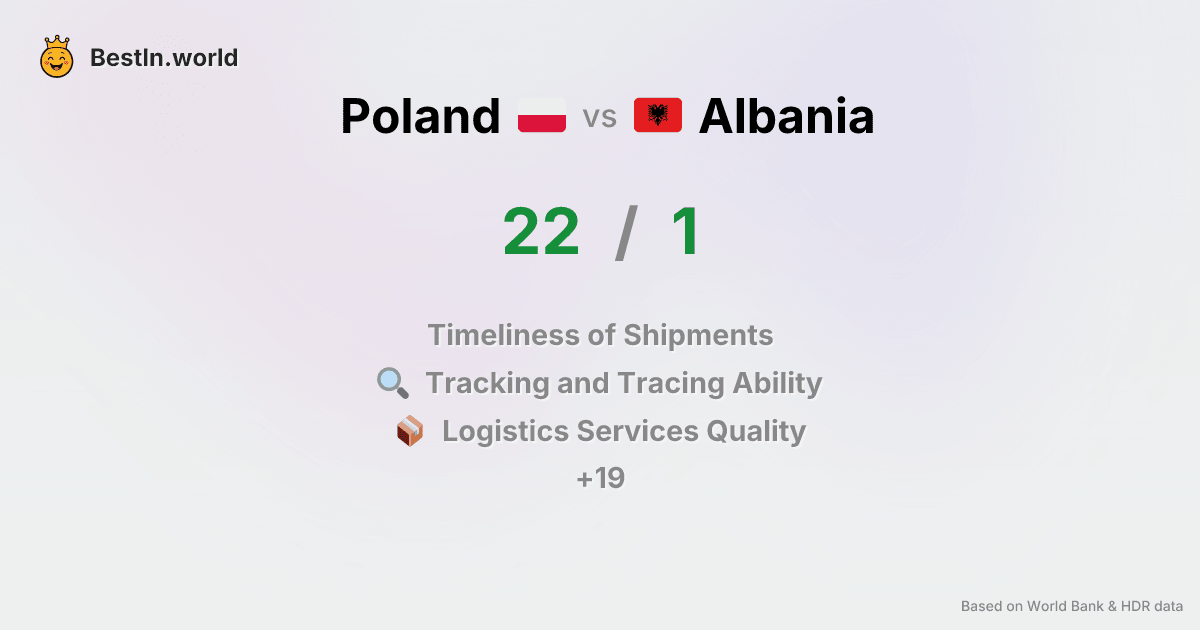 BestIn.world
Poland vs Albania
22 / 1
Timeliness of Shipments
Tracking and Tracing Ability
Logistics Services Quality
+19
Based on World Bank & HDR data